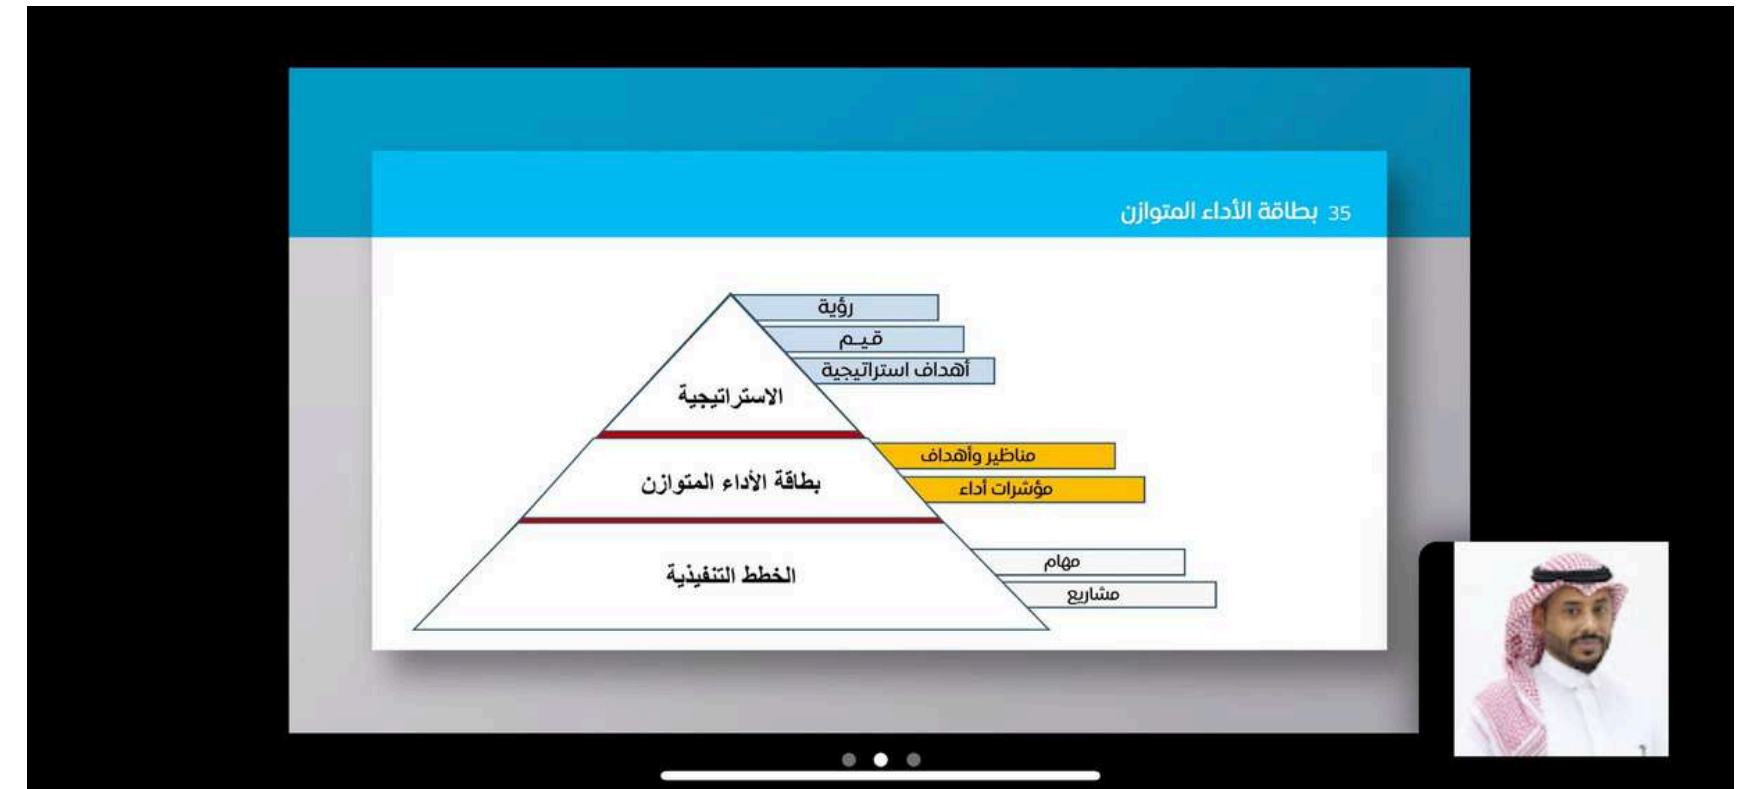 35 بطاقة الأداء المتوازن
رؤية
قيـم
أهداف استراتيجية
الاستراتيجية
مناظير وأهداف
بطاقة الأداء المتوازن
مؤشرات أداء
مهام
الخطط التنفيذية
مشاريع